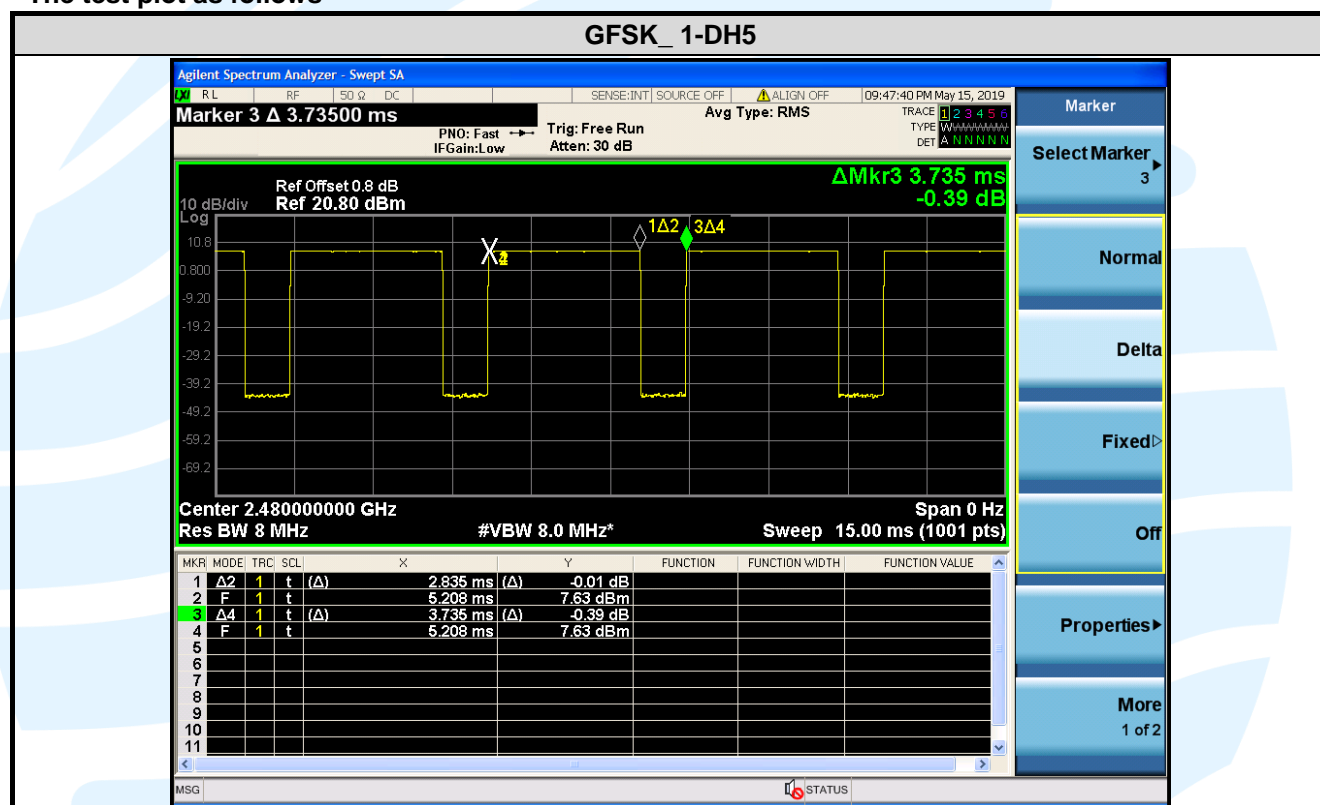 The test plot as follows
GFSK_ 1-DH5
Agilent Spectrum Analyzer - Swept SA
LXI RL RF 50 Ω DC SENSE:INT SOURCE OFF ALIGN OFF 09:47:40 PM May 15, 2019
Marker 3 Δ 3.73500 ms
PNO: Fast
IFGain:Low
Trig: Free Run
Atten: 30 dB
Avg Type: RMS
TRACE 1 2 3 4 5 6
TYPE W
DET A N N N N N
Ref Offset 0.8 dB
10 dB/div Ref 20.80 dBm
Log
ΔMkr3 3.735 ms
-0.39 dB
1Δ2 3Δ4
10.8
0.800
-9.20
-19.2
-29.2
-39.2
-49.2
-59.2
-69.2
Center 2.480000000 GHz Span 0 Hz
Res BW 8 MHz #VBW 8.0 MHz* Sweep 15.00 ms (1001 pts)
MKR MODE TRC SCL X Y FUNCTION FUNCTION WIDTH FUNCTION VALUE
1 Δ2 1 t (Δ) 2.835 ms (Δ) -0.01 dB
2 F 1 t 5.208 ms 7.63 dBm
3 Δ4 1 t (Δ) 3.735 ms (Δ) -0.39 dB
4 F 1 t 5.208 ms 7.63 dBm
5
6
7
8
9
10
11
MSG STATUS
Marker
Select Marker
3
Normal
Delta
Fixed
Off
Properties
More
1 of 2